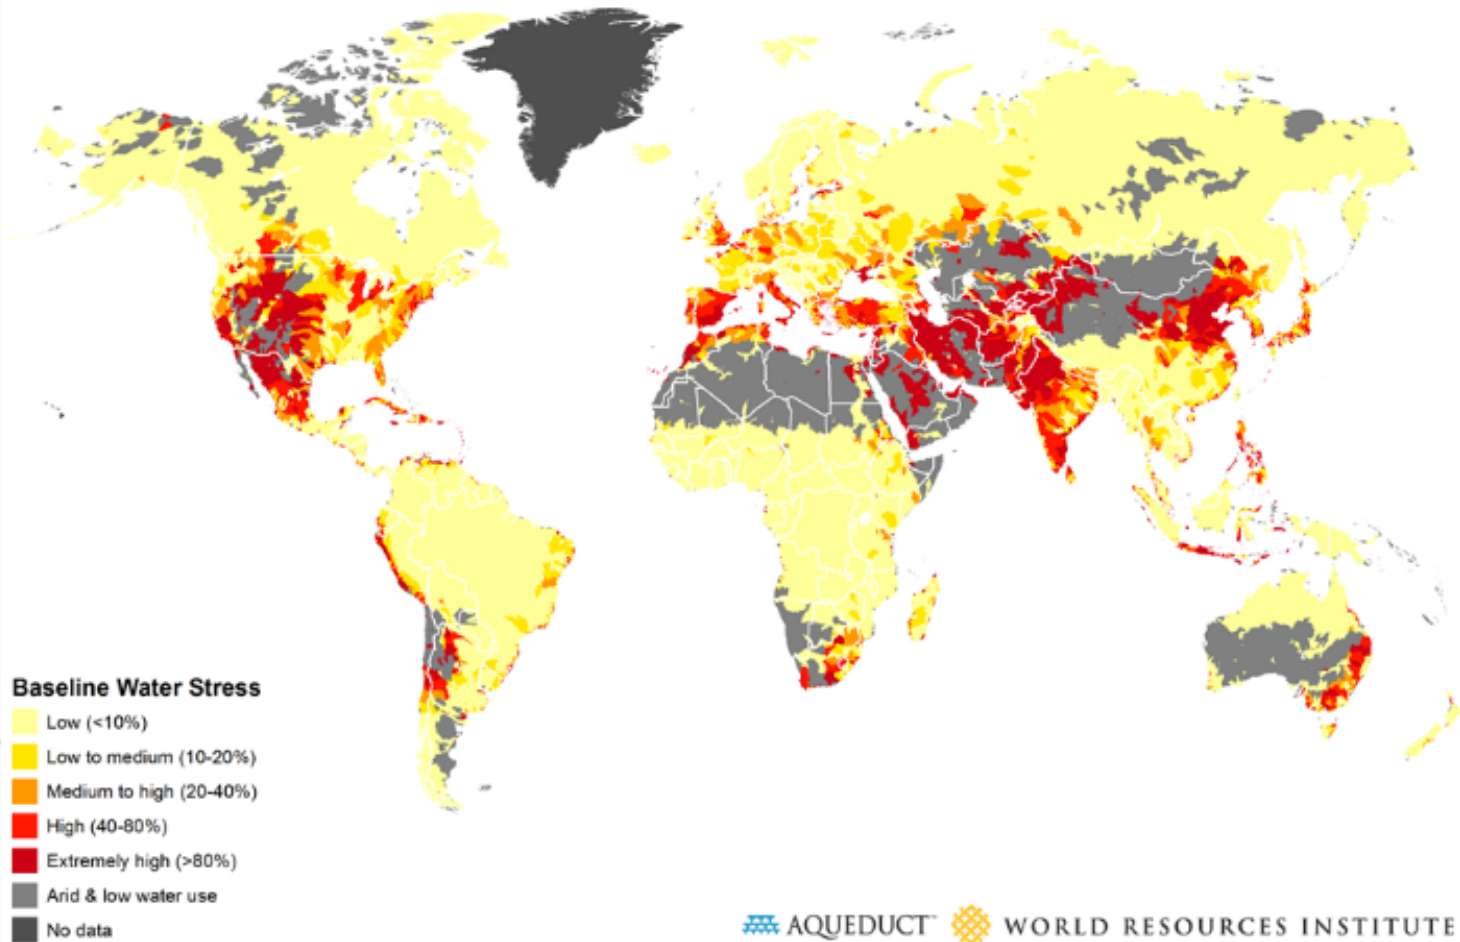 Baseline Water Stress
Low (<10%)
Low to medium (10-20%)
Medium to high (20-40%)
High (40-80%)
Extremely high (>80%)
Arid & low water use
No data
AQUEDUCT™ WORLD RESOURCES INSTITUTE